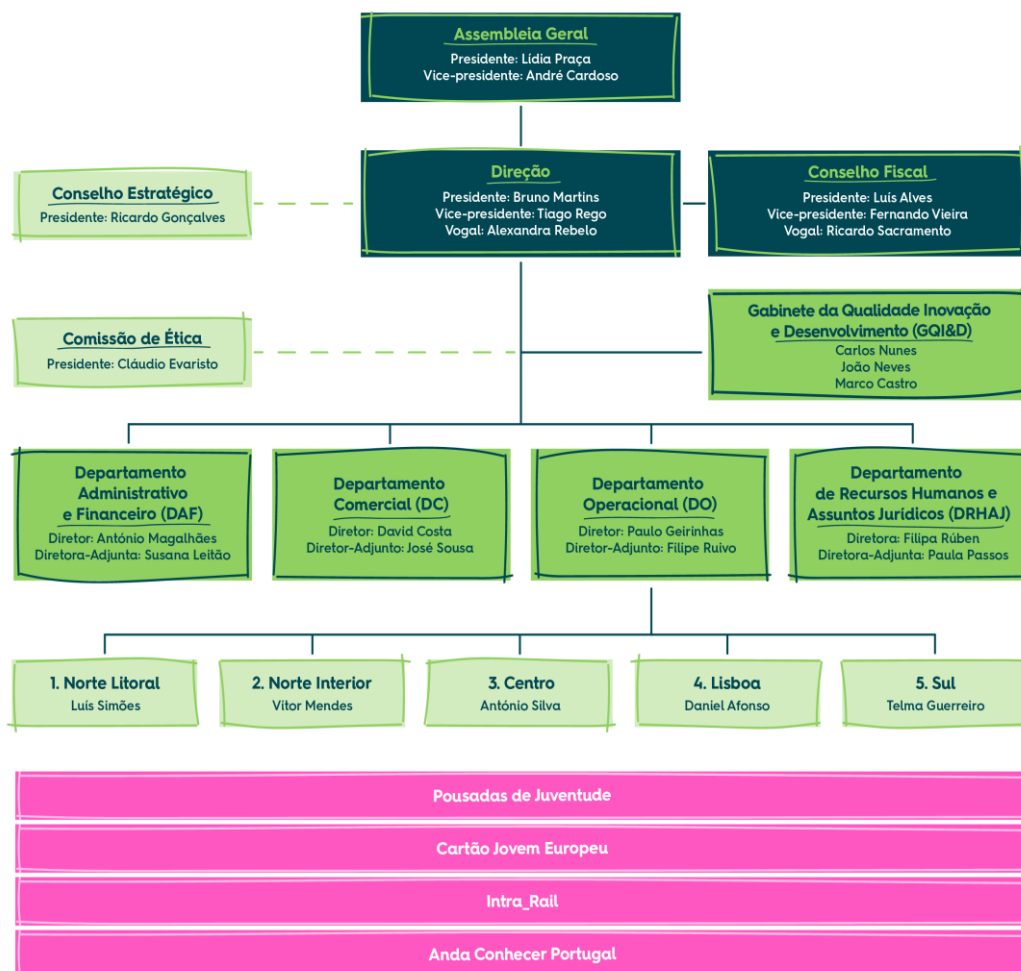 Assembleia Geral
Presidente: Lídia Praça
Vice-presidente: André Cardoso
Direção
Presidente: Bruno Martins
Vice-presidente: Tiago Rego
Vogal: Alexandra Rebelo
Conselho Fiscal
Presidente: Luís Alves
Vice-presidente: Fernando Vieira
Vogal: Ricardo Sacramento
Conselho Estratégico
Presidente: Ricardo Gonçalves
Gabinete da Qualidade Inovação
e Desenvolvimento (GQI&D)
Carlos Nunes
João Neves
Marco Castro
Comissão de Ética
Presidente: Cláudio Evaristo
Departamento
Administrativo
e Financeiro (DAF)
Diretor: António Magalhães
Diretora-Adjunta: Susana Leitão
Departamento
Comercial (DC)
Diretor: David Costa
Diretor-Adjunto: José Sousa
Departamento
Operacional (DO)
Diretor: Paulo Geirinhas
Diretor-Adjunto: Filipe Ruivo
Departamento
de Recursos Humanos e
Assuntos Jurídicos (DRHAJ)
Diretora: Filipa Rúben
Diretora-Adjunta: Paula Passos
1. Norte Litoral
Luís Simões
2. Norte Interior
Vítor Mendes
3. Centro
António Silva
4. Lisboa
Daniel Afonso
5. Sul
Telma Guerreiro
Pousadas de Juventude
Cartão Jovem Europeu
Intra_Rail
Anda Conhecer Portugal